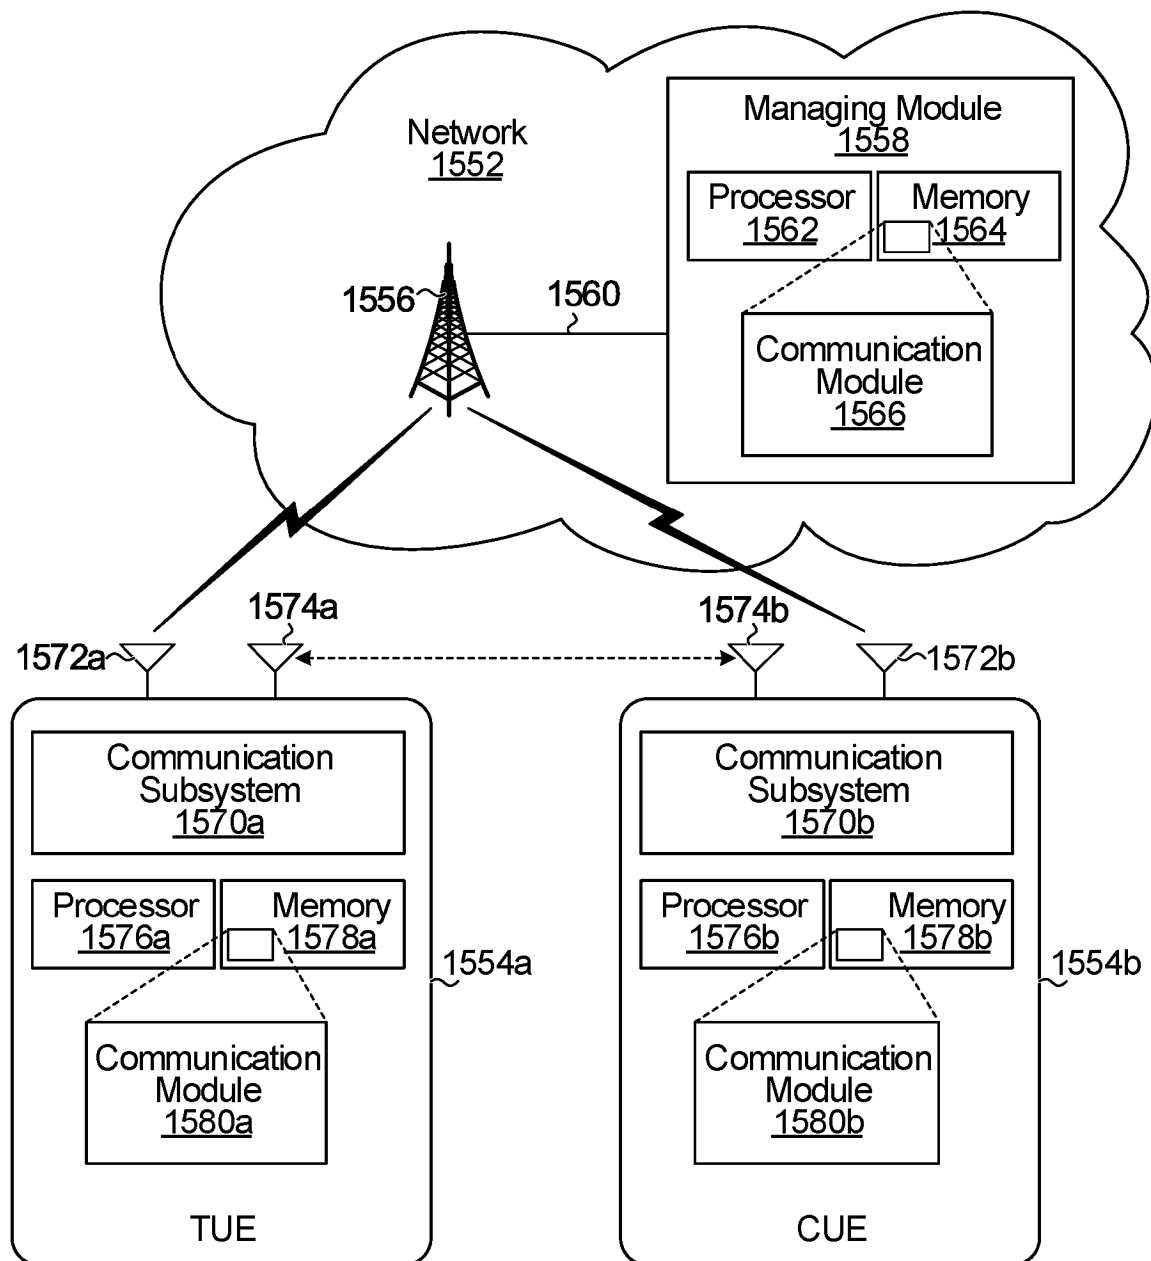 Network
1552
Managing Module
1558
Processor
1562
Memory
1564
1556
1560
Communication
Module
1566
1572a
1574a
1574b
1572b
Communication
Subsystem
1570a
Processor
1576a
Memory
1578a
1554a
Communication
Module
1580a
TUE
Communication
Subsystem
1570b
Processor
1576b
Memory
1578b
1554b
Communication
Module
1580b
CUE